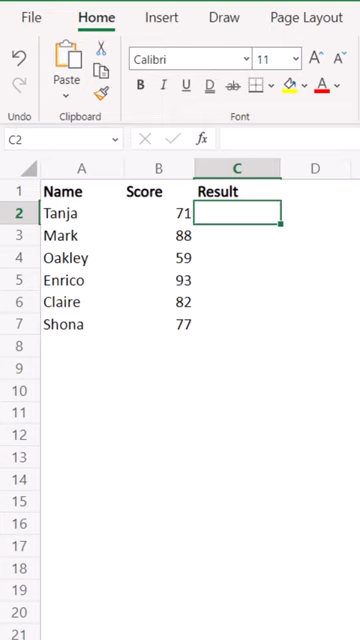 File Home Insert Draw Page Layout
Paste
Calibri 11 A A
B I U D ab A
Undo Clipboard Font
C2 fx
A B C D
1 Name Score Result
2 Tanja 71
3 Mark 88
4 Oakley 59
5 Enrico 93
6 Claire 82
7 Shona 77
8
9
10
11
12
13
14
15
16
17
18
19
20
21